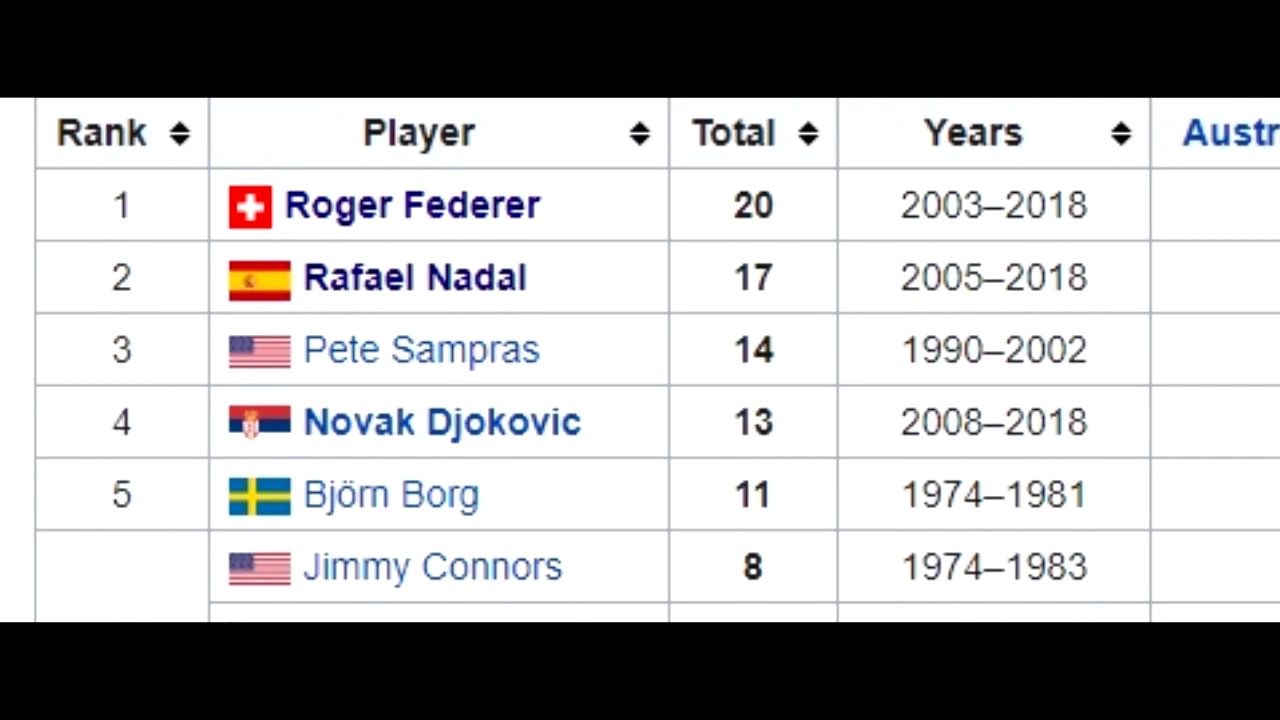 Rank Player Total Years Austr
1 Roger Federer 20 2003–2018
2 Rafael Nadal 17 2005–2018
3 Pete Sampras 14 1990–2002
4 Novak Djokovic 13 2008–2018
5 Björn Borg 11 1974–1981
Jimmy Connors 8 1974–1983